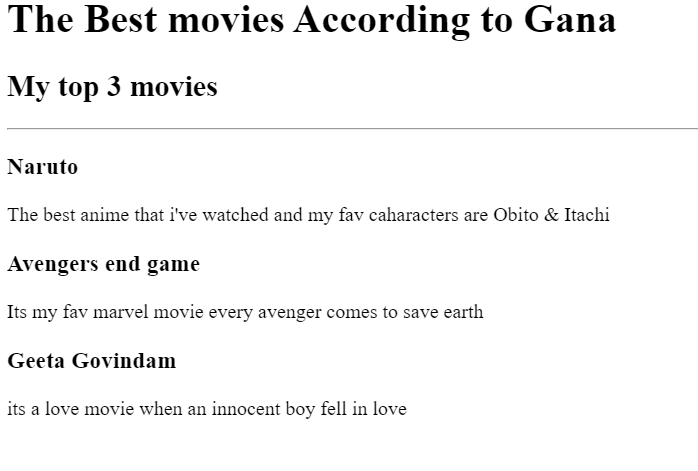 The Best movies According to Gana
My top 3 movies
Naruto
The best anime that i've watched and my fav caharacters are Obito & Itachi
Avengers end game
Its my fav marvel movie every avenger comes to save earth
Geeta Govindam
its a love movie when an innocent boy fell in love